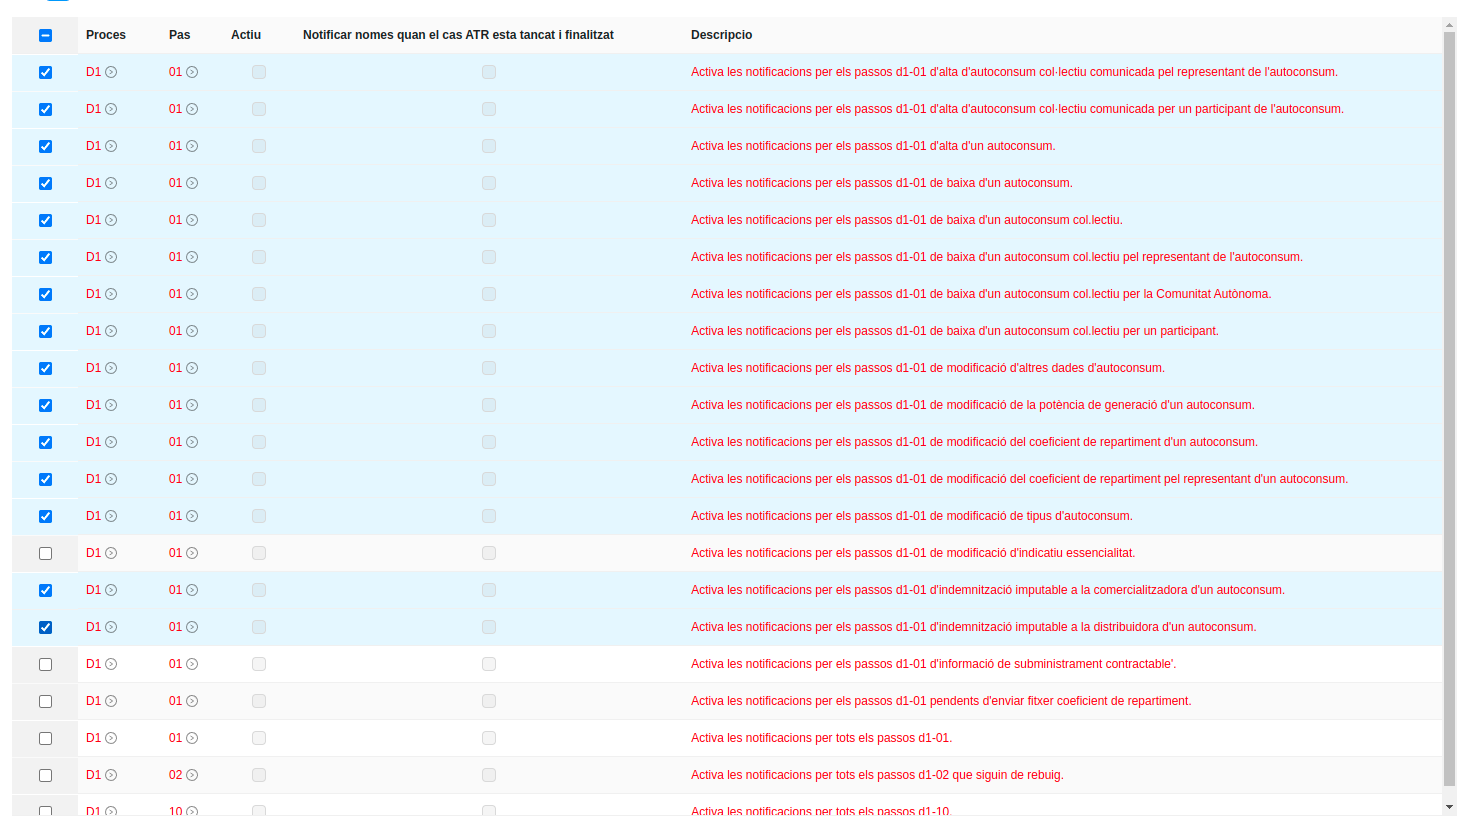 Proces Pas Actiu Notificar nomes quan el cas ATR esta tancat i finalitzat Descripcio
D1 01 Activa les notificacions per els passos d1-01 d'alta d'autoconsum col·lectiu comunicada pel representant de l'autoconsum.
D1 01 Activa les notificacions per els passos d1-01 d'alta d'autoconsum col·lectiu comunicada per un participant de l'autoconsum.
D1 01 Activa les notificacions per els passos d1-01 d'alta d'un autoconsum.
D1 01 Activa les notificacions per els passos d1-01 de baixa d'un autoconsum.
D1 01 Activa les notificacions per els passos d1-01 de baixa d'un autoconsum col.lectiu.
D1 01 Activa les notificacions per els passos d1-01 de baixa d'un autoconsum col.lectiu pel representant de l'autoconsum.
D1 01 Activa les notificacions per els passos d1-01 de baixa d'un autoconsum col.lectiu per la Comunitat Autònoma.
D1 01 Activa les notificacions per els passos d1-01 de baixa d'un autoconsum col.lectiu per un participant.
D1 01 Activa les notificacions per els passos d1-01 de modificació d'altres dades d'autoconsum.
D1 01 Activa les notificacions per els passos d1-01 de modificació de la potència de generació d'un autoconsum.
D1 01 Activa les notificacions per els passos d1-01 de modificació del coeficient de repartiment d'un autoconsum.
D1 01 Activa les notificacions per els passos d1-01 de modificació del coeficient de repartiment pel representant d'un autoconsum.
D1 01 Activa les notificacions per els passos d1-01 de modificació de tipus d'autoconsum.
D1 01 Activa les notificacions per els passos d1-01 de modificació d'indicatiu essencialitat.
D1 01 Activa les notificacions per els passos d1-01 d'indemnització imputable a la comercialitzadora d'un autoconsum.
D1 01 Activa les notificacions per els passos d1-01 d'indemnització imputable a la distribuidora d'un autoconsum.
D1 01 Activa les notificacions per els passos d1-01 d'informació de subministrament contractable'.
D1 01 Activa les notificacions per els passos d1-01 pendents d'enviar fitxer coeficient de repartiment.
D1 01 Activa les notificacions per tots els passos d1-01.
D1 02 Activa les notificacions per tots els passos d1-02 que siguin de rebuig.
D1 10 Activa les notificacions per tots els passos d1-10.